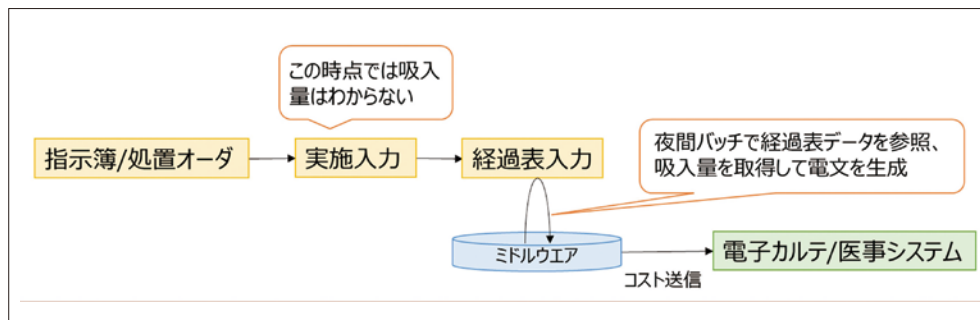 この時点では吸入
量はわからない
指示簿/処置オーダ
実施入力
経過表入力
夜間バッチで経過表データを参照、
吸入量を取得して電文を生成
ミドルウエア
コスト送信
電子カルテ/医事システム